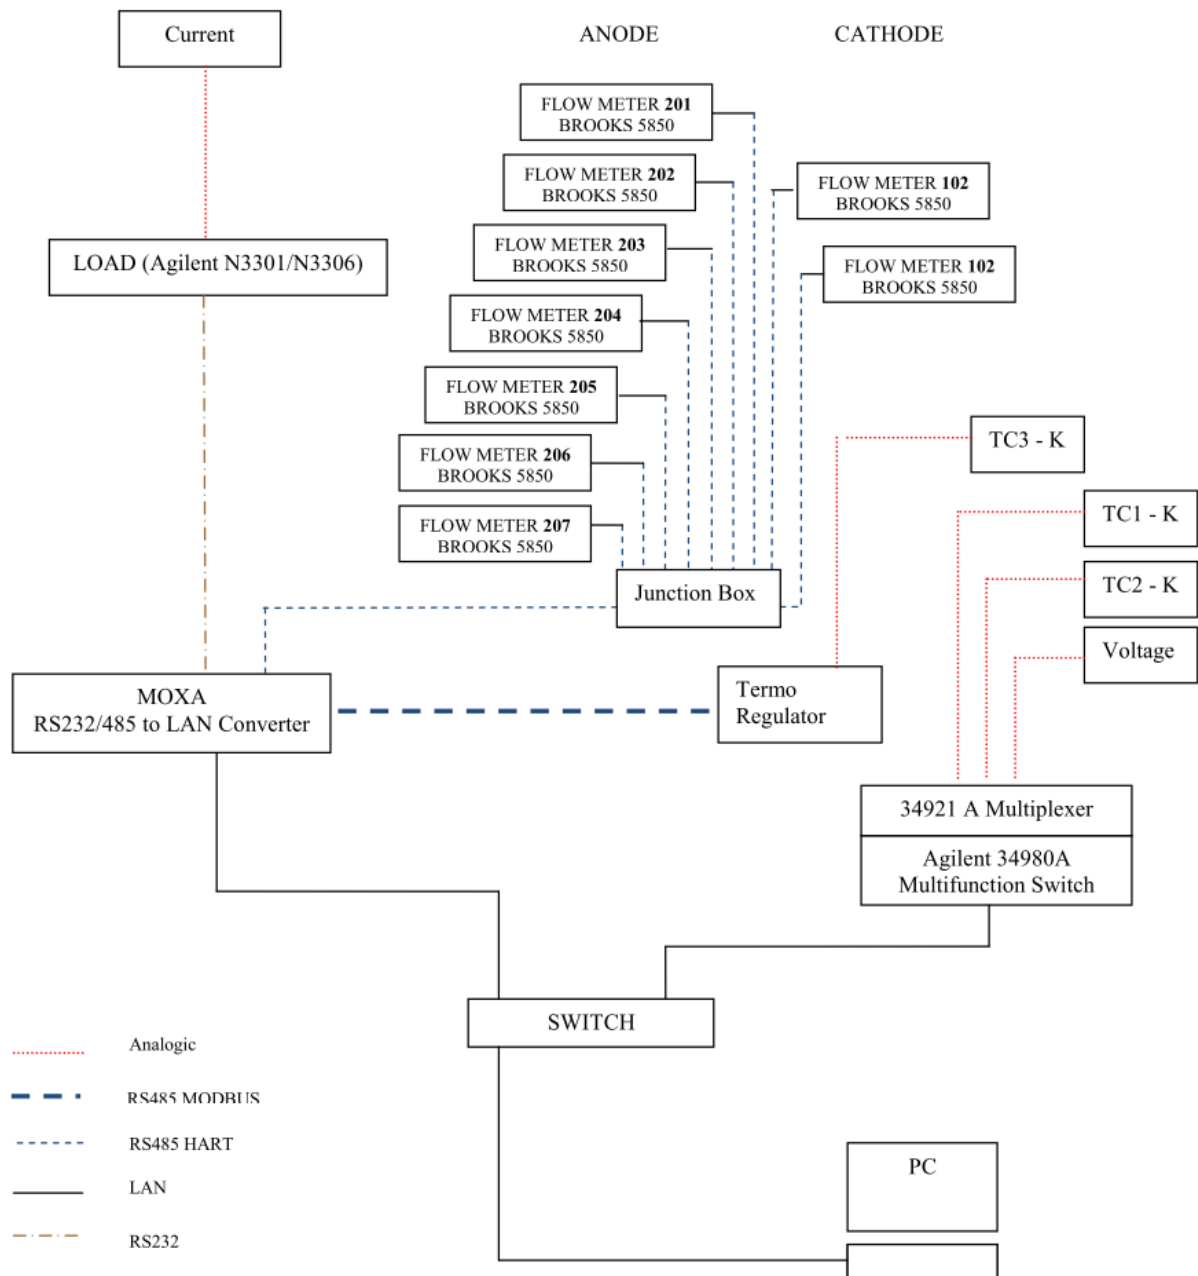 Current
ANODE
CATHODE
FLOW METER 201
BROOKS 5850
FLOW METER 202
BROOKS 5850
FLOW METER 102
BROOKS 5850
FLOW METER 203
BROOKS 5850
LOAD (Agilent N3301/N3306)
FLOW METER 102
BROOKS 5850
FLOW METER 204
BROOKS 5850
FLOW METER 205
BROOKS 5850
TC3 - K
FLOW METER 206
BROOKS 5850
TC1 - K
FLOW METER 207
BROOKS 5850
TC2 - K
Junction Box
Voltage
MOXA
RS232/485 to LAN Converter
Termo
Regulator
34921 A Multiplexer
Agilent 34980A
Multifunction Switch
SWITCH
Analogic
RS485 MODBUS
RS485 HART
LAN
RS232
PC